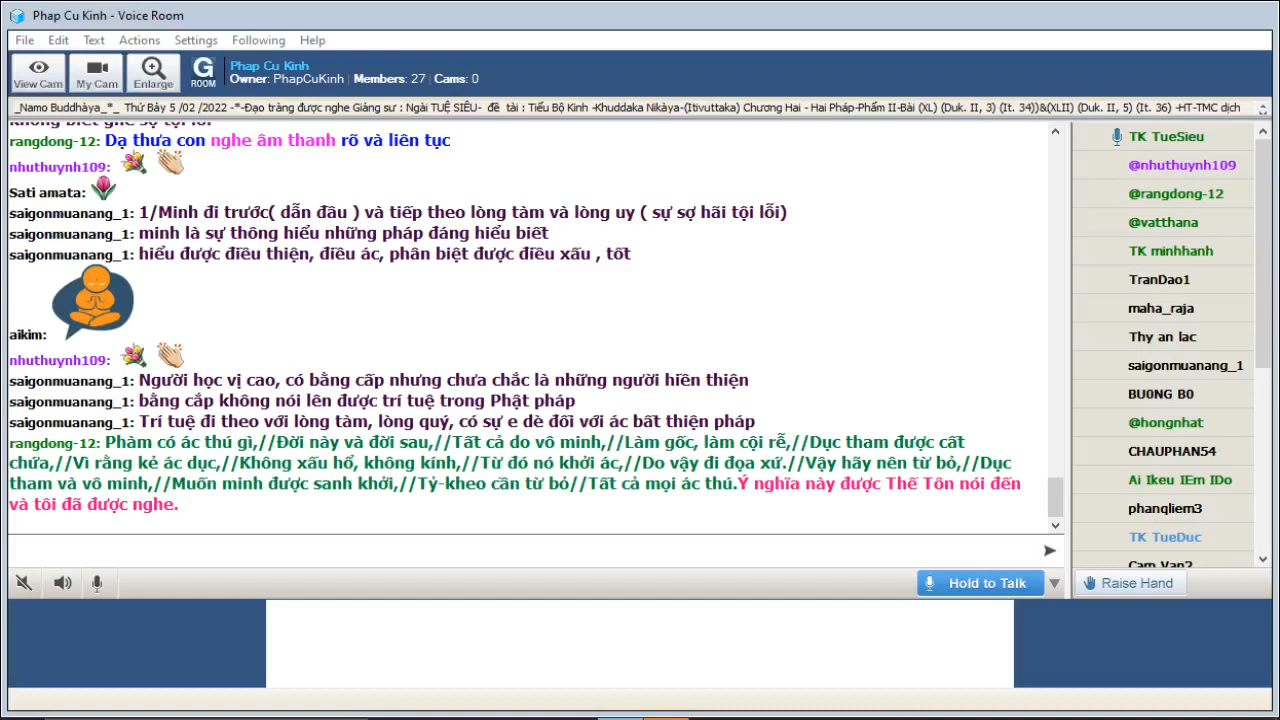 Phap Cu Kinh - Voice Room
File Edit Text Actions Settings Following Help
View Cam My Cam Enlarge G ROOM
Phap Cu Kinh
Owner: PhapCuKinh | Members: 27 | Cams: 0
_Namo Buddhàya_*_ Thứ Bảy 5 /02 /2022 -*-Đạo tràng được nghe Giảng sư : Ngài TUỆ SIÊU- đề tài : Tiểu Bộ Kinh -Khuddaka Nikàya-(Itivuttaka) Chương Hai - Hai Pháp-Phẩm II-Bài (XL) (Duk. II, 3) (It. 34))&(XLII) (Duk. II, 5) (It. 36) -HT-TMC dịch
không biết ghê sợ tội lỗi
rangdong-12: Dạ thưa con nghe âm thanh rõ và liên tục
nhuthuynh109:
Sati amata:
saigonmuanang_1: 1/Minh đi trước( dẫn đầu ) và tiếp theo lòng tàm và lòng uy ( sự sợ hãi tội lỗi)
saigonmuanang_1: minh là sự thông hiểu những pháp đáng hiểu biết
saigonmuanang_1: hiểu được điều thiện, điều ác, phân biệt được điều xấu , tốt
aikim:
nhuthuynh109:
saigonmuanang_1: Người học vị cao, có bằng cấp nhưng chưa chắc là những người hiền thiện
saigonmuanang_1: bằng cắp không nói lên được trí tuệ trong Phật pháp
saigonmuanang_1: Trí tuệ đi theo với lòng tàm, lòng quý, có sự e dè đối với ác bất thiện pháp
rangdong-12: Phàm có ác thú gì,//Đời này và đời sau,//Tất cả do vô minh,//Làm gốc, làm cội rễ,//Dục tham được cất
chứa,//Vì rằng kẻ ác dục,//Không xấu hổ, không kính,//Từ đó nó khởi ác,//Do vậy đi đọa xứ.//Vậy hãy nên từ bỏ,//Dục
tham và vô minh,//Muốn minh được sanh khởi,//Tỷ-kheo cần từ bỏ//Tất cả mọi ác thú.Ý nghĩa này được Thế Tôn nói đến
và tôi đã được nghe.
TK TueSieu
@nhuthuynh109
@rangdong-12
@vatthana
TK minhhanh
TranDao1
maha_raja
Thy an lac
saigonmuanang_1
BU0NG B0
@hongnhat
CHAUPHAN54
Ai Ikeu IEm IDo
phanqliem3
TK TueDuc
Cam Van2
Hold to Talk
Raise Hand